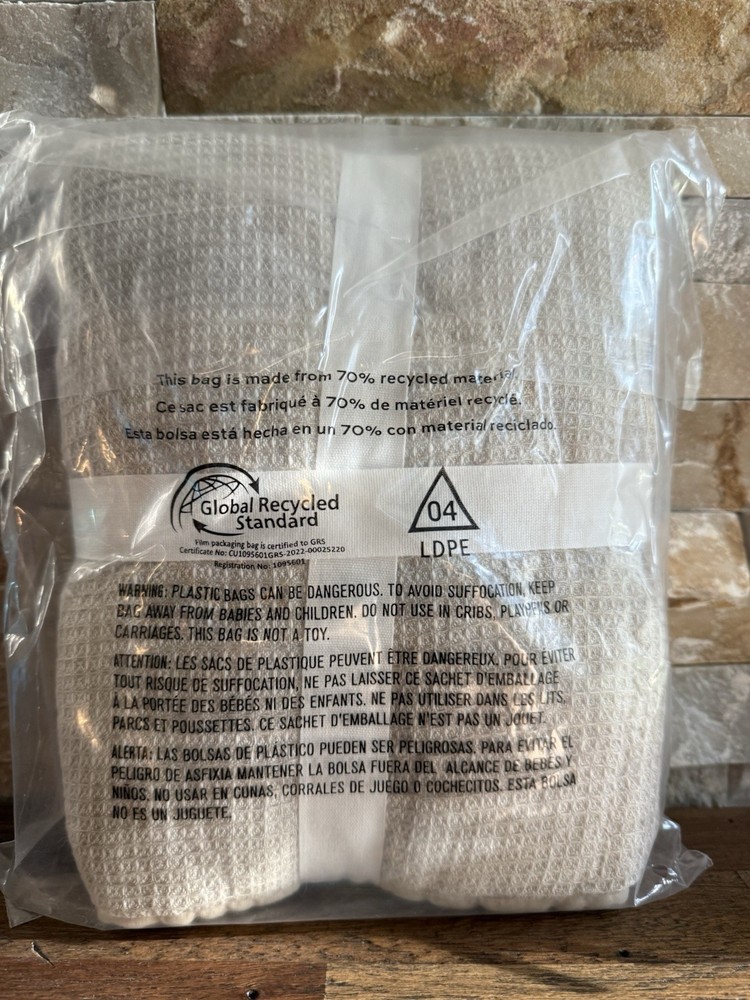 This bag is made from 70% recycled material.
Ce sac est fabriqué à 70% de matériel recyclé.
Esta bolsa está hecha en un 70% con material reciclado.
Global Recycled
Standard
Film packaging bag is certified to GRS
Certificate No: CU1095601GRS-2022-00025220
Registration No: 1095601
04
LDPE
WARNING: PLASTIC BAGS CAN BE DANGEROUS. TO AVOID SUFFOCATION, KEEP
BAG AWAY FROM BABIES AND CHILDREN. DO NOT USE IN CRIBS, PLAYPENS OR
CARRIAGES. THIS BAG IS NOT A TOY.
ATTENTION: LES SACS DE PLASTIQUE PEUVENT ÊTRE DANGEREUX. POUR ÉVITER
TOUT RISQUE DE SUFFOCATION, NE PAS LAISSER CE SACHET D'EMBALLAGE
À LA PORTÉE DES BÉBÉS NI DES ENFANTS. NE PAS UTILISER DANS LES LITS,
PARCS ET POUSSETTES. CE SACHET D'EMBALLAGE N'EST PAS UN JOUET.
ALERTA: LAS BOLSAS DE PLÁSTICO PUEDEN SER PELIGROSAS. PARA EVITAR EL
PELIGRO DE ASFIXIA MANTENER LA BOLSA FUERA DEL ALCANCE DE BEBÉS Y
NIÑOS. NO USAR EN CUNAS, CORRALES DE JUEGO O COCHECITOS. ESTA BOLSA
NO ES UN JUGUETE.